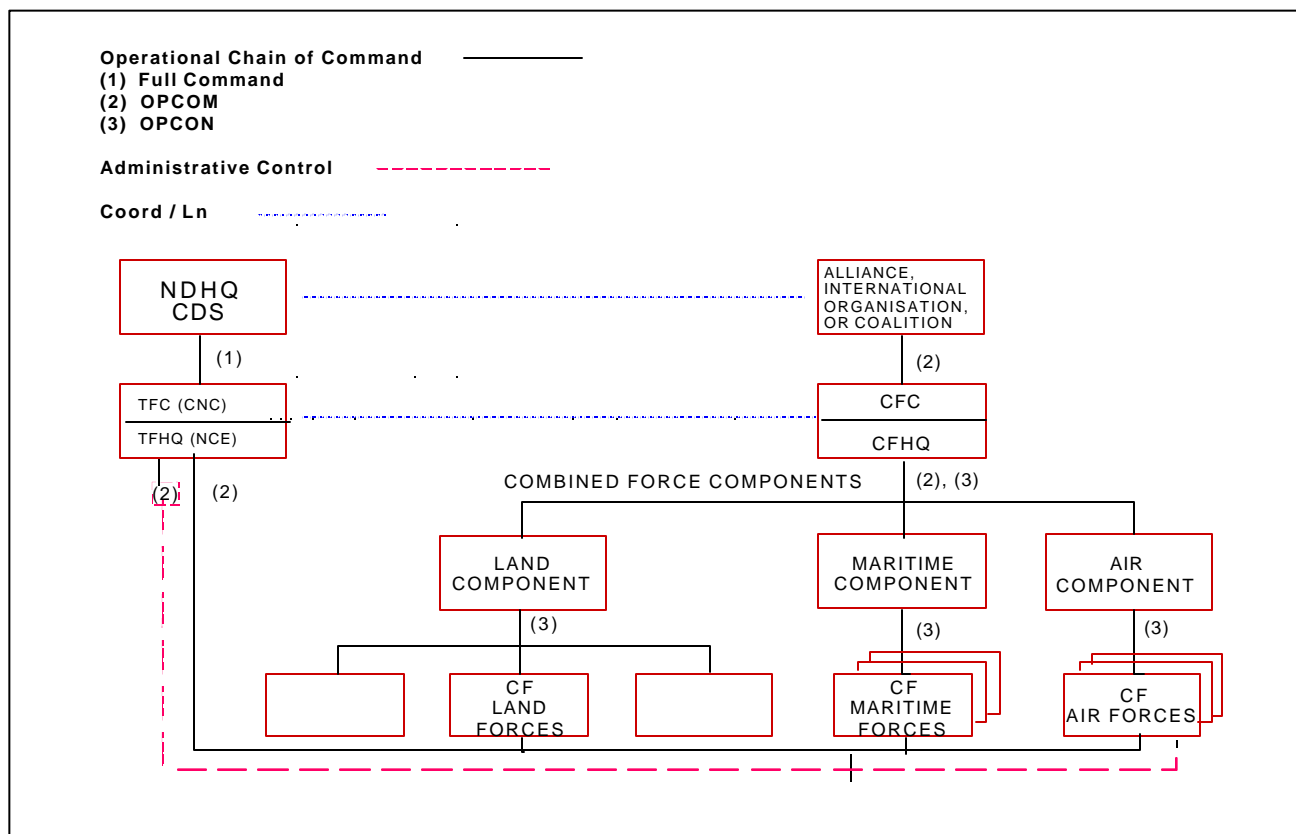 Operational Chain of Command
(1) Full Command
(2) OPCOM
(3) OPCON
Administrative Control
Coord / Ln
NDHQ
CDS
ALLIANCE,
INTERNATIONAL
ORGANISATION,
OR COALITION
(1)
(2)
TFC (CNC)
TFHQ (NCE)
CFC
CFHQ
(2)
(2)
COMBINED FORCE COMPONENTS
(2), (3)
LAND
COMPONENT
MARITIME
COMPONENT
AIR
COMPONENT
(3)
(3)
(3)
CF
LAND
FORCES
CF
MARITIME
FORCES
CF
AIR FORCES